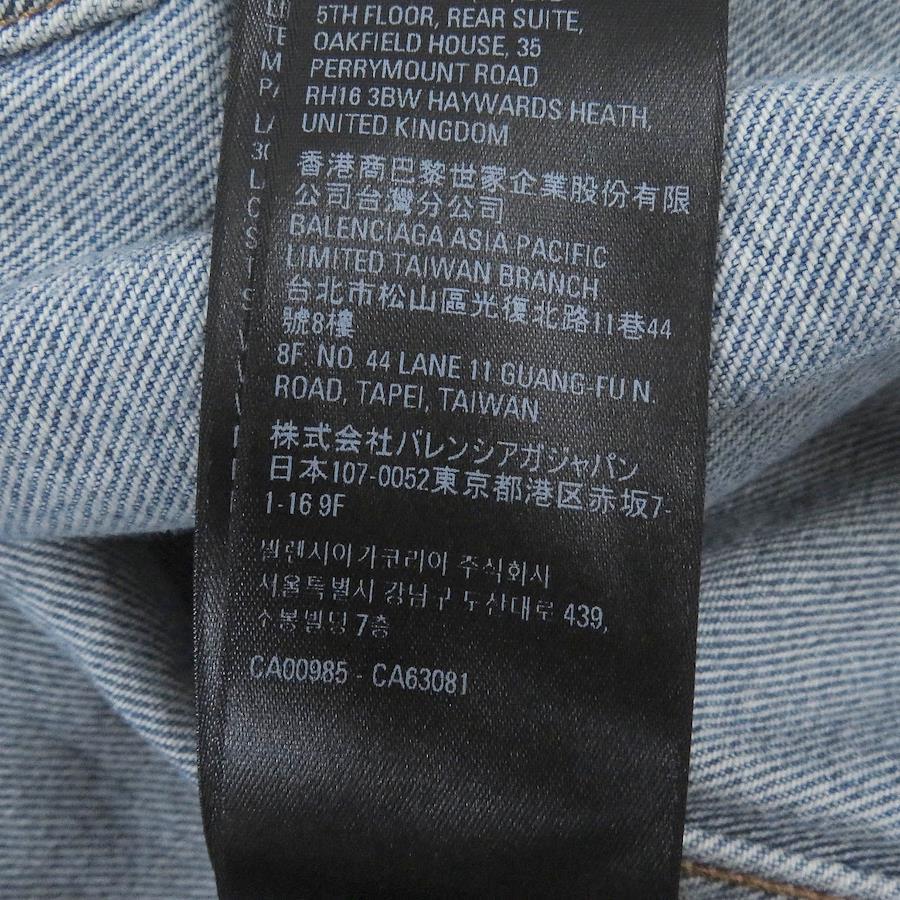 5TH FLOOR, REAR SUITE,
OAKFIELD HOUSE, 35
PERRYMOUNT ROAD
RH16 3BW HAYWARDS HEATH,
UNITED KINGDOM
香港商巴黎世家企業股份有限
公司台灣分公司
BALENCIAGA ASIA PACIFIC
LIMITED TAIWAN BRANCH
台北市松山區光復北路11巷44
號8樓
8F. NO. 44 LANE 11 GUANG-FU N.
ROAD, TAPEI, TAIWAN
株式会社バレンシアガジャパン
日本107-0052東京都港区赤坂7-
1-16 9F
발렌시아가코리아 주식회사
서울특별시 강남구 도산대로 439,
소봉빌딩 7층
CA00985 - CA63081